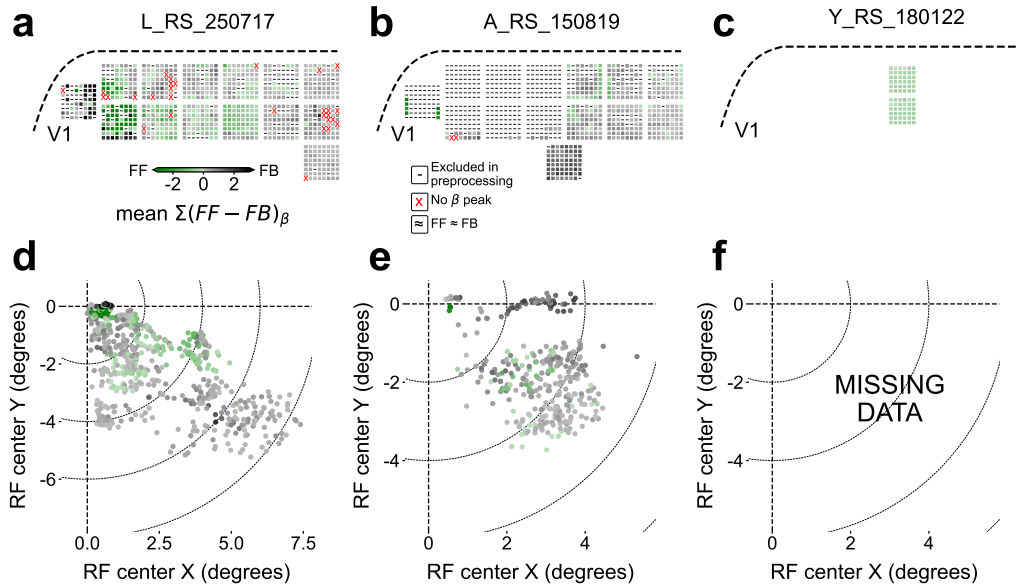 a
L_RS_250717
b
A_RS_150819
c
Y_RS_180122
V1
V1
V1
FF
FB
-2
0
2
mean Σ(FF − FB)β
- Excluded in
preprocessing
x No β peak
≈ FF ≈ FB
d
e
f
RF center Y (degrees)
0
-2
-4
-6
0.0
2.5
5.0
7.5
RF center X (degrees)
RF center Y (degrees)
0
-2
-4
0
2
4
RF center X (degrees)
RF center Y (degrees)
0
-2
-4
MISSING
DATA
0
2
4
RF center X (degrees)